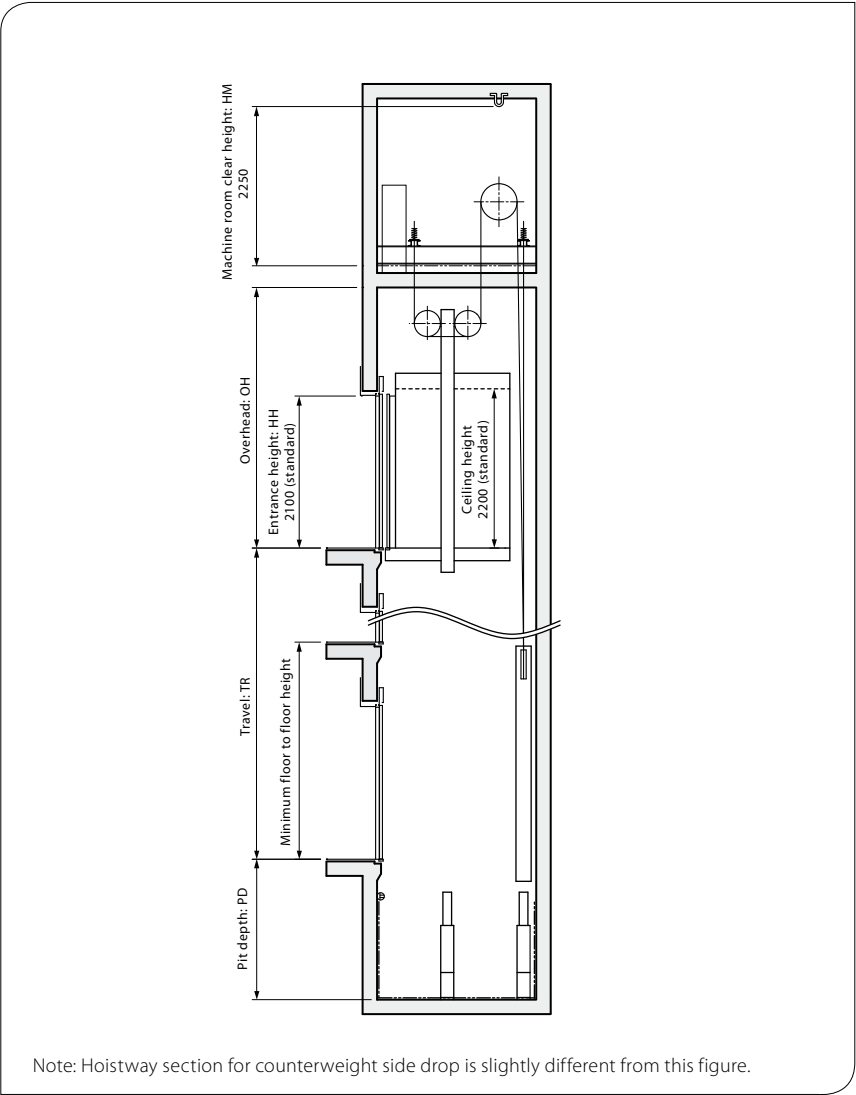 Machine room clear height: HM
2250
Overhead: OH
Entrance height: HH
2100 (standard)
Ceiling height
2200 (standard)
Travel: TR
Minimum floor to floor height
Pit depth: PD
Note: Hoistway section for counterweight side drop is slightly different from this figure.